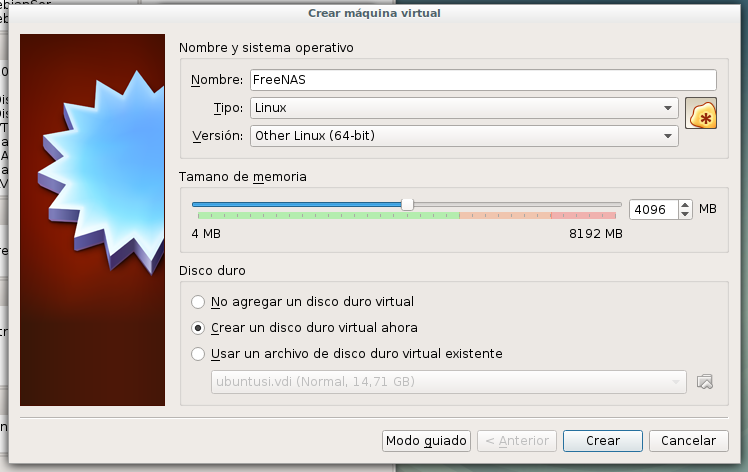 Crear máquina virtual
Nombre y sistema operativo
Nombre: FreeNAS
Tipo: Linux
Versión: Other Linux (64-bit)
Tamano de memoria
4096 MB
4 MB 8192 MB
Disco duro
No agregar un disco duro virtual
Crear un disco duro virtual ahora
Usar un archivo de disco duro virtual existente
ubuntusi.vdi (Normal, 14,71 GB)
Modo guiado < Anterior Crear Cancelar